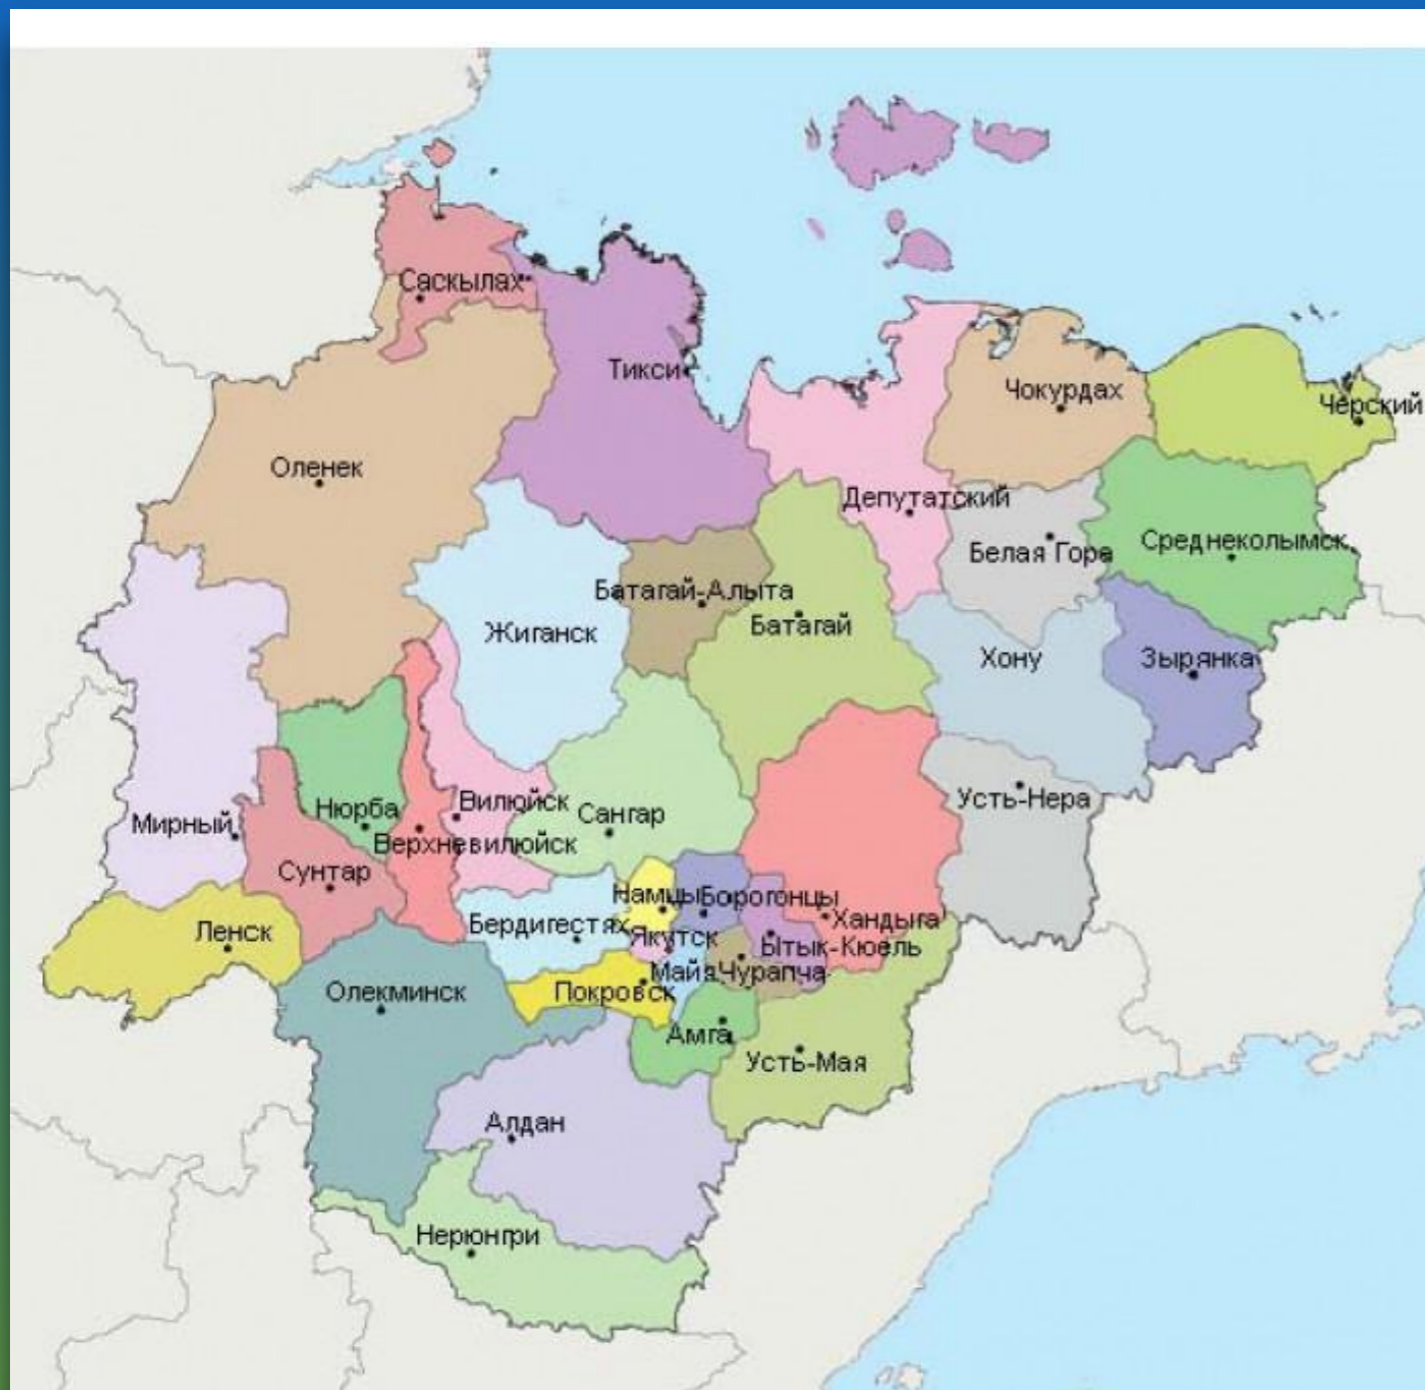 Саскылах
Тикси
Чокурдах
Черский
Оленек
Депутатский
Белая Гора
Среднеколымск
Батагай-Алыта
Батагай
Жиганск
Хону
Зырянка
Усть-Нера
Вилюйск
Сангар
Нюрба
Мирный
Верхневилюйск
Сунтар
Намцы
Борогонцы
Хандыга
Бердигестях
Ленск
Якутск
Ытык-Кюель
Майя
Чурапча
Олекминск
Покровск
Амга
Усть-Мая
Алдан
Нерюнгри